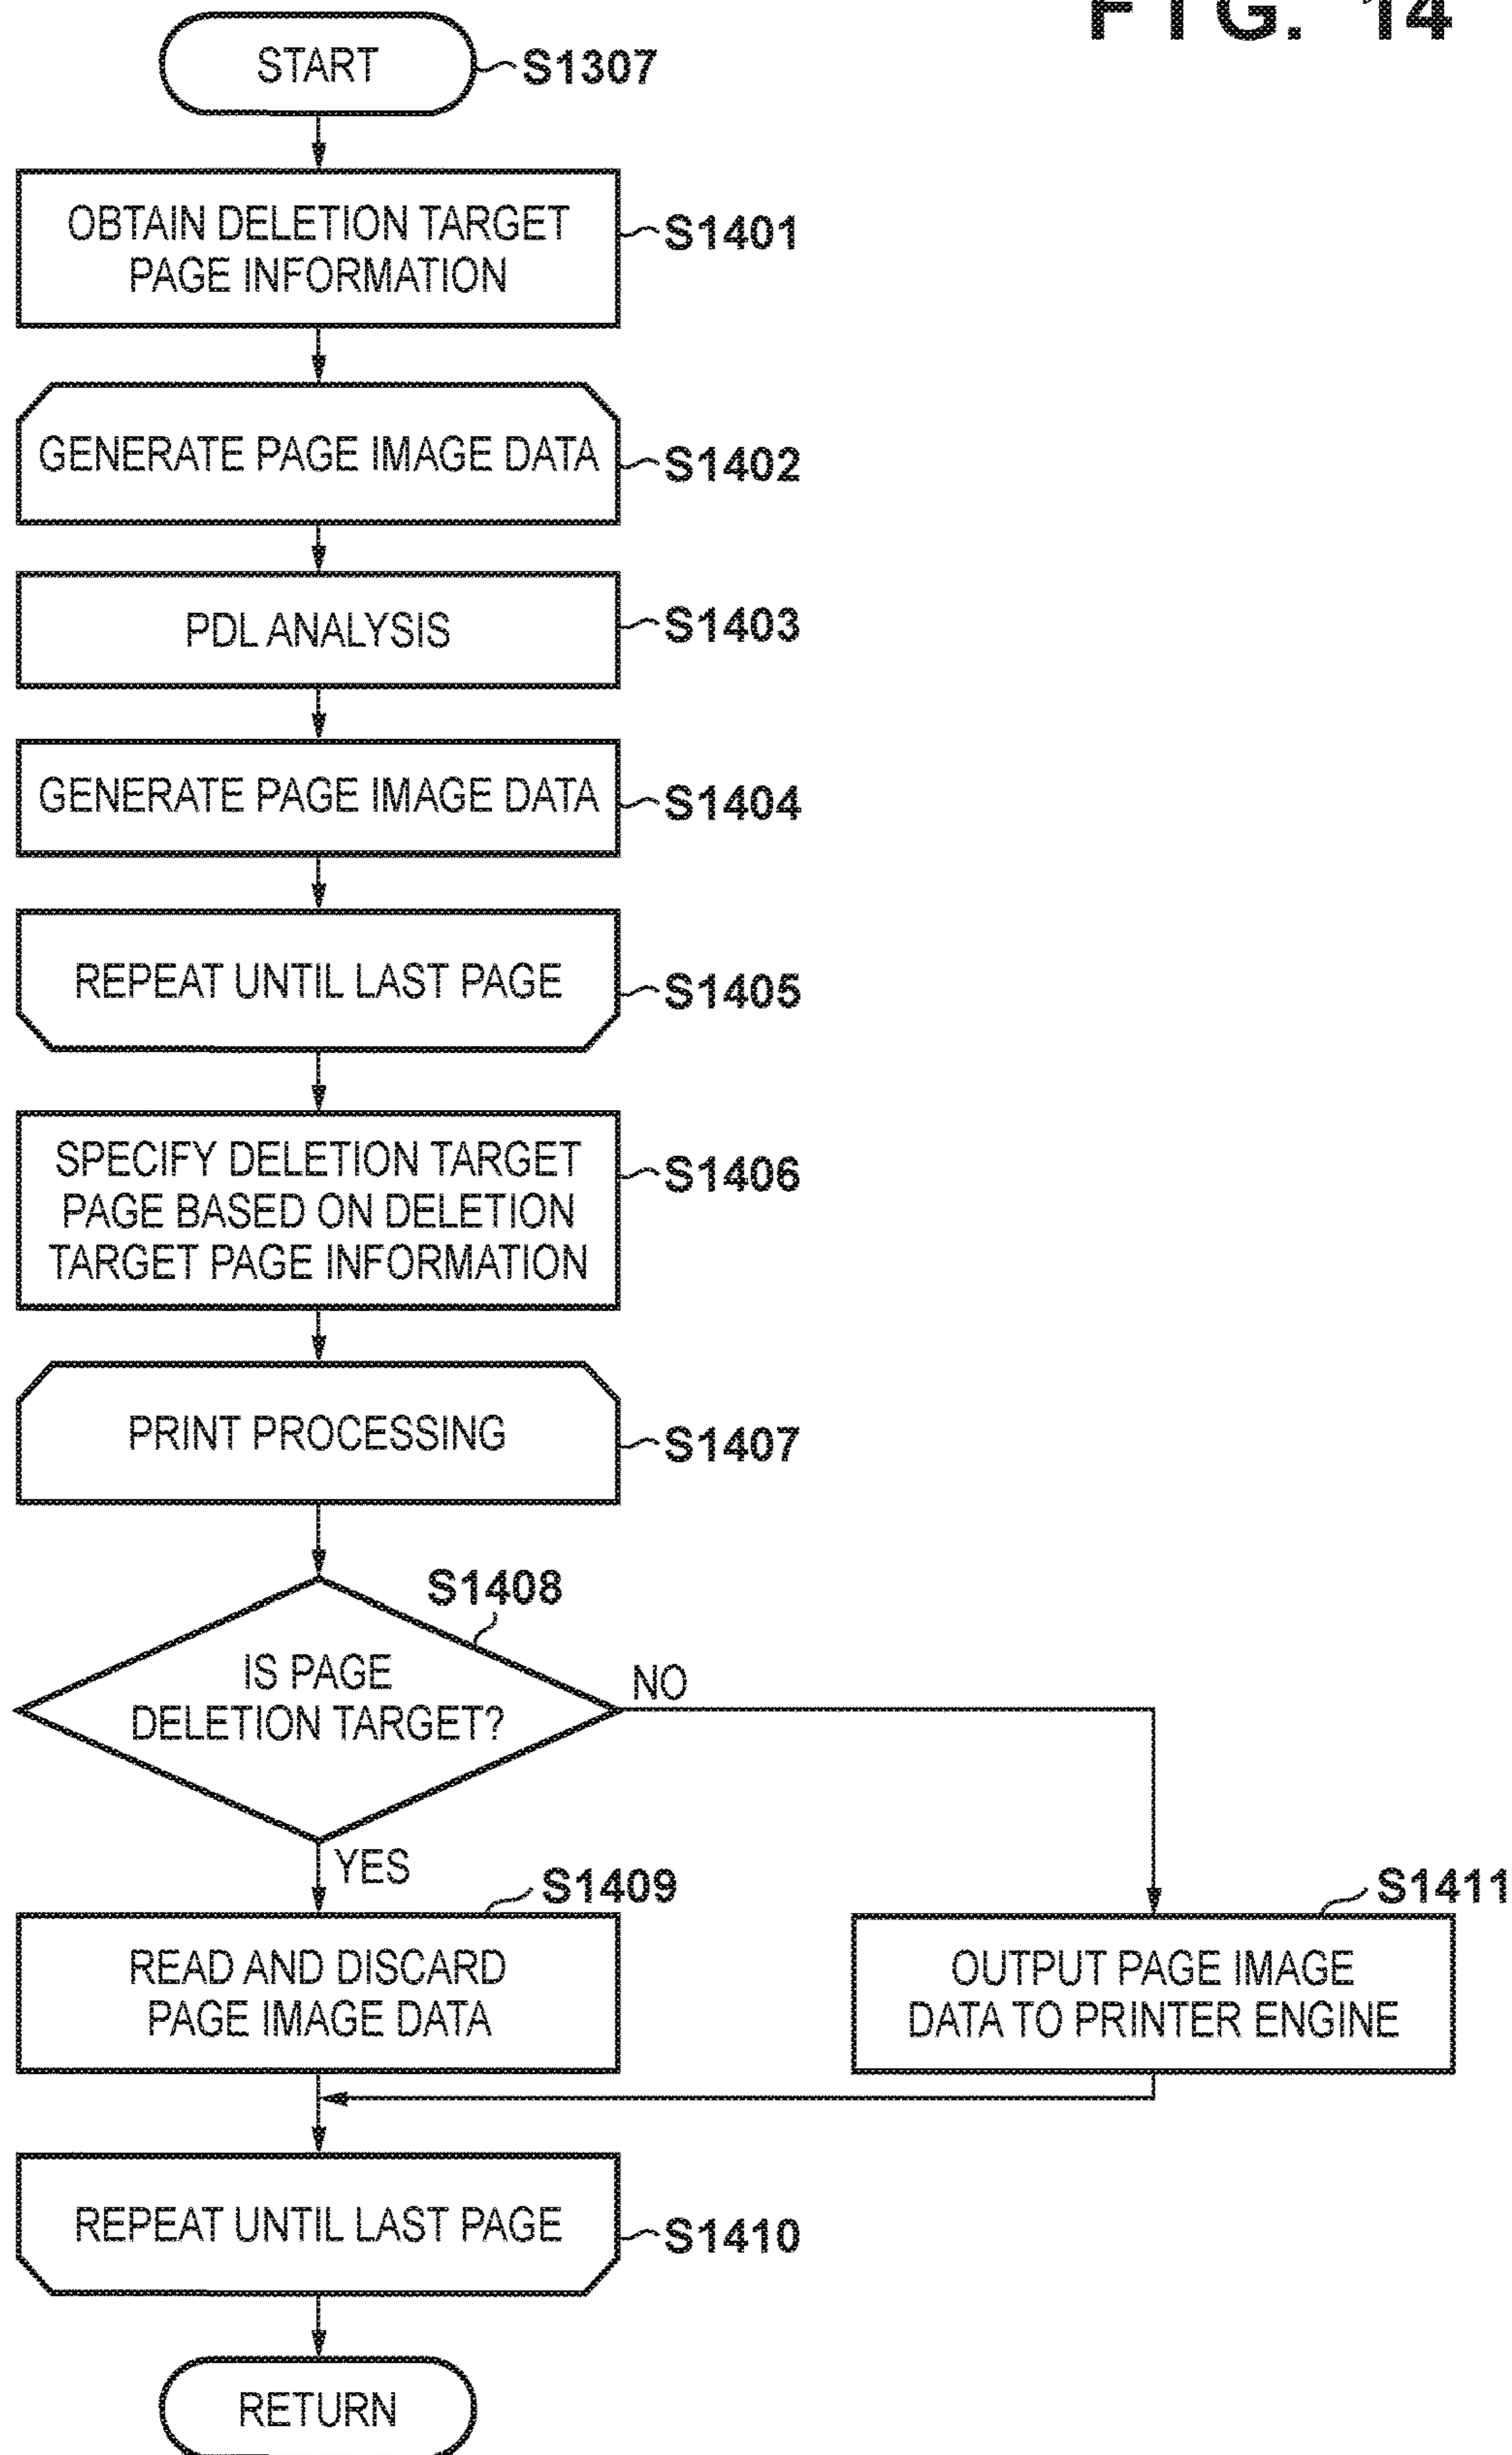 FIG. 14
START
S1307
OBTAIN DELETION TARGET
PAGE INFORMATION
S1401
GENERATE PAGE IMAGE DATA
S1402
PDL ANALYSIS
S1403
GENERATE PAGE IMAGE DATA
S1404
REPEAT UNTIL LAST PAGE
S1405
SPECIFY DELETION TARGET
PAGE BASED ON DELETION
TARGET PAGE INFORMATION
S1406
PRINT PROCESSING
S1407
S1408
IS PAGE
DELETION TARGET?
NO
YES
S1409
READ AND DISCARD
PAGE IMAGE DATA
S1411
OUTPUT PAGE IMAGE
DATA TO PRINTER ENGINE
REPEAT UNTIL LAST PAGE
S1410
RETURN